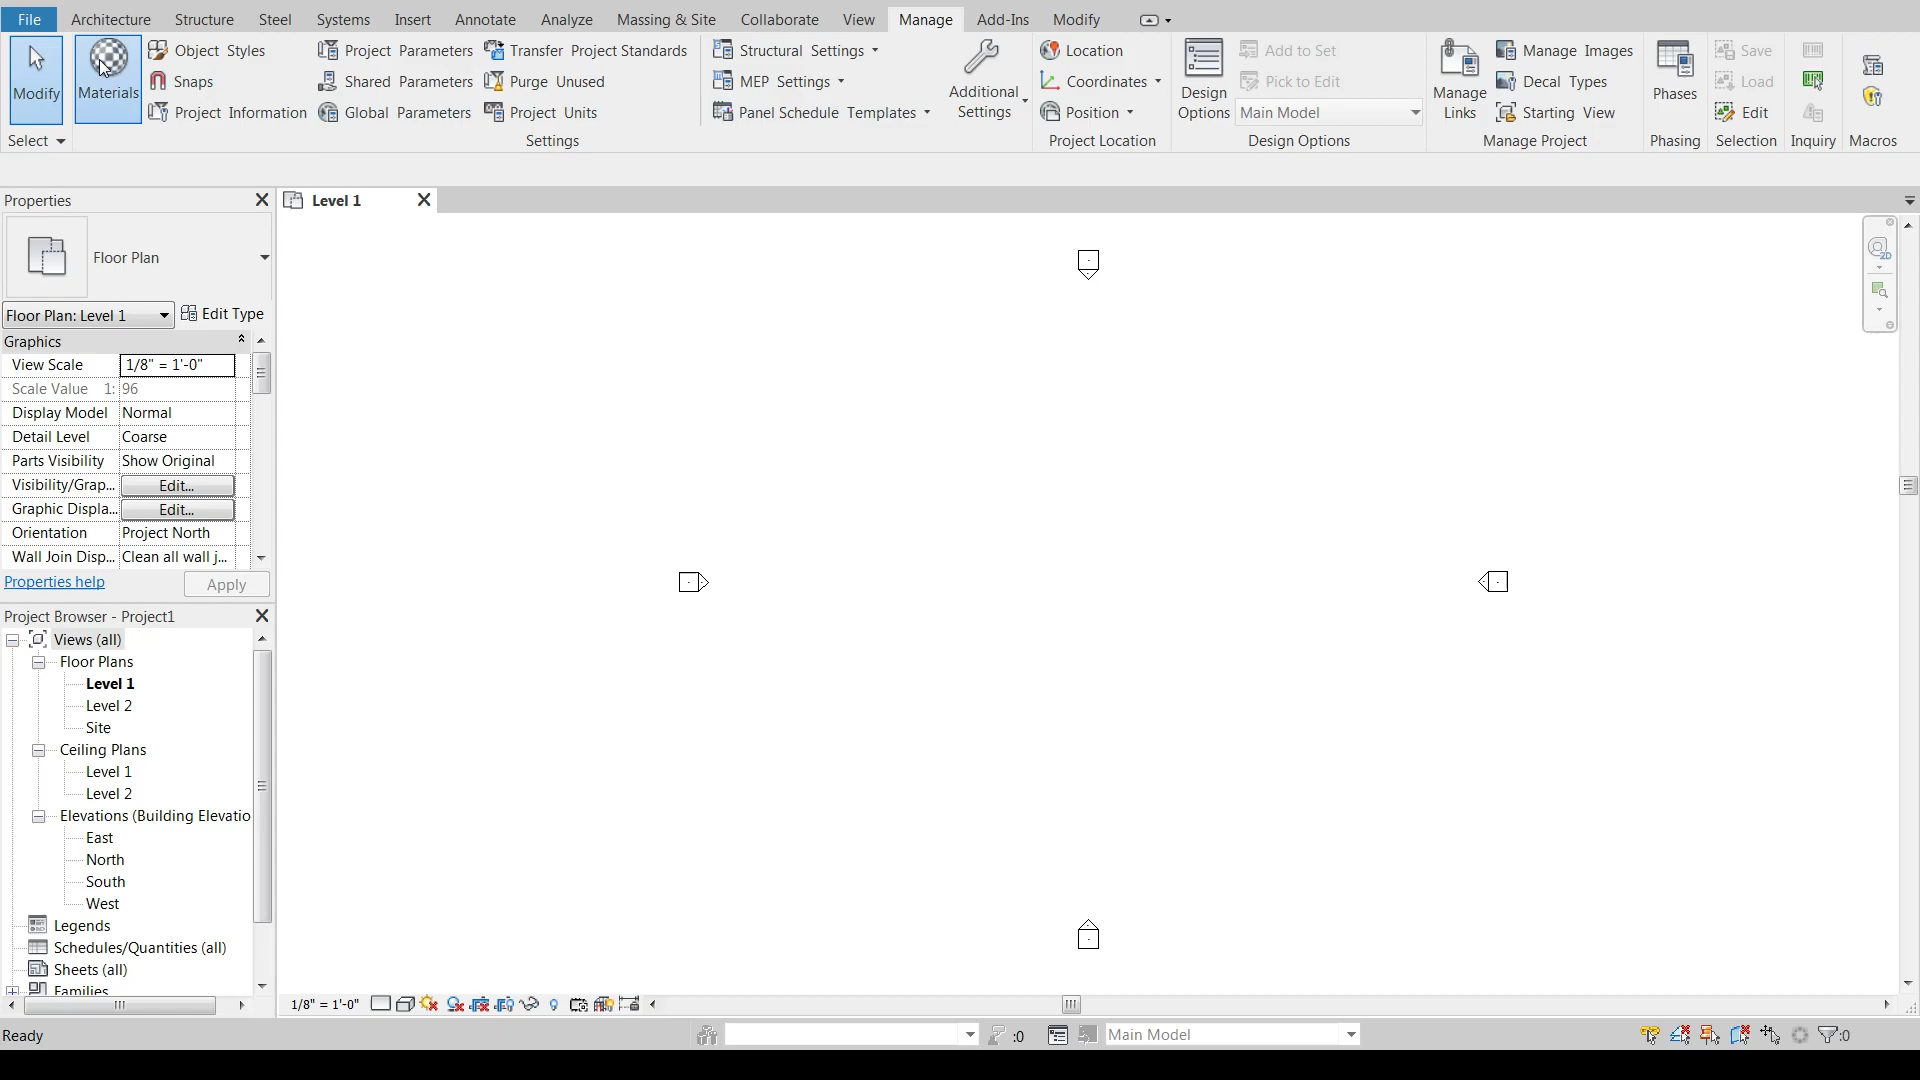 File Architecture Structure Steel Systems Insert Annotate Analyze Massing & Site Collaborate View Manage Add-Ins Modify
Modify
Select
Materials
Object Styles
Snaps
Project Information
Project Parameters
Shared Parameters
Global Parameters
Transfer Project Standards
Purge Unused
Project Units
Settings
Structural Settings
MEP Settings
Panel Schedule Templates
Additional
Settings
Location
Coordinates
Position
Project Location
Design
Options
Add to Set
Pick to Edit
Main Model
Design Options
Manage
Links
Manage Images
Decal Types
Starting View
Manage Project
Phases
Phasing
Save
Load
Edit
Selection
Inquiry
Macros
Properties
Level 1
Floor Plan
Floor Plan: Level 1
Edit Type
Graphics
View Scale 1/8" = 1'-0"
Scale Value 1: 96
Display Model Normal
Detail Level Coarse
Parts Visibility Show Original
Visibility/Grap... Edit...
Graphic Displa... Edit...
Orientation Project North
Wall Join Disp... Clean all wall j...
Properties help
Apply
Project Browser - Project1
Views (all)
Floor Plans
Level 1
Level 2
Site
Ceiling Plans
Level 1
Level 2
Elevations (Building Elevatio
East
North
South
West
Legends
Schedules/Quantities (all)
Sheets (all)
Families
2D
1/8" = 1'-0"
Ready
:0
Main Model
:0